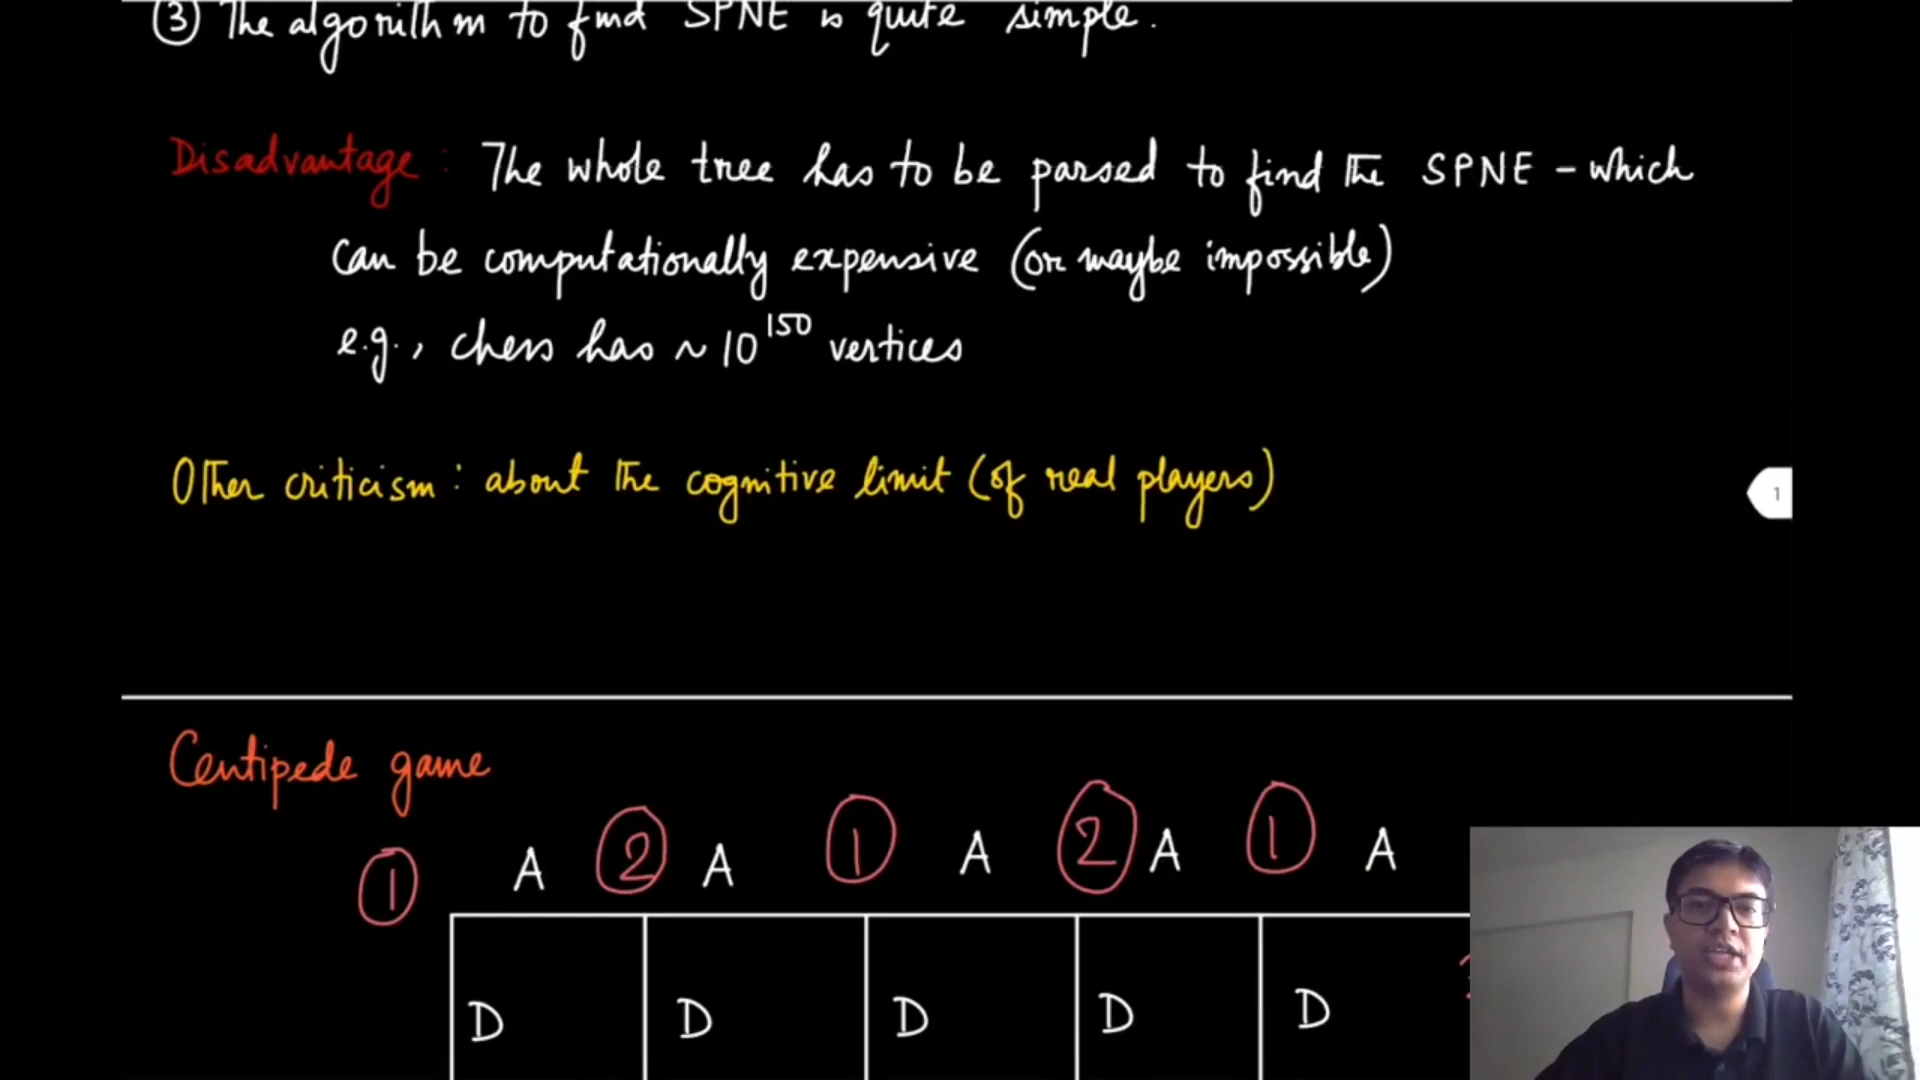 ③ The algorithm to find SPNE is quite simple.
Disadvantage: The whole tree has to be parsed to find the SPNE - which
can be computationally expensive (or maybe impossible)
e.g., chess has ~ 10^150 vertices
Other criticism: about the cognitive limit (of real players)
1
Centipede game
① A ② A ① A ② A ① A
D D D D D